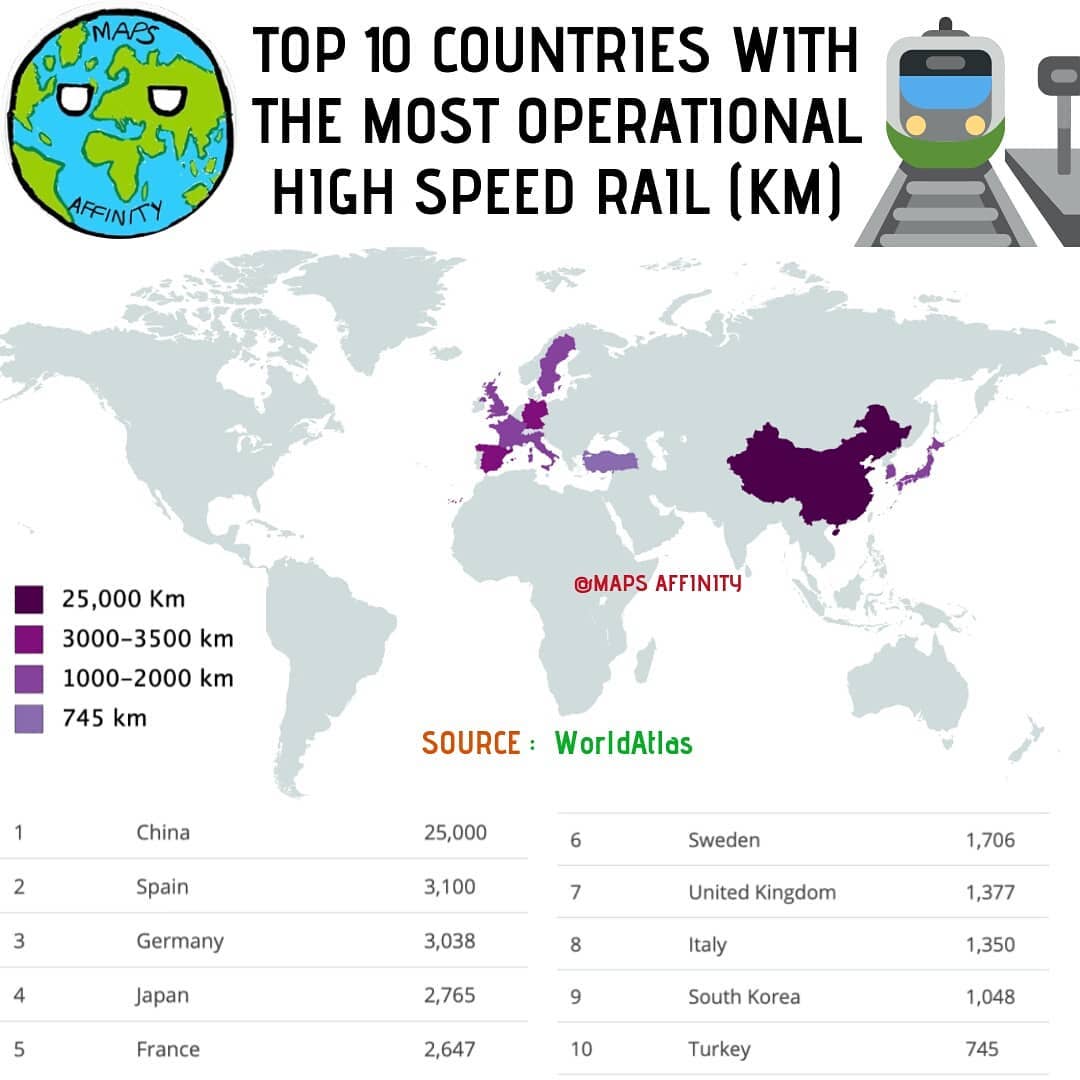 MAPS
AFFINITY
TOP 10 COUNTRIES WITH
THE MOST OPERATIONAL
HIGH SPEED RAIL (KM)
@MAPS AFFINITY
25,000 Km
3000-3500 km
1000-2000 km
745 km
SOURCE : WorldAtlas
1 China 25,000
2 Spain 3,100
3 Germany 3,038
4 Japan 2,765
5 France 2,647
6 Sweden 1,706
7 United Kingdom 1,377
8 Italy 1,350
9 South Korea 1,048
10 Turkey 745